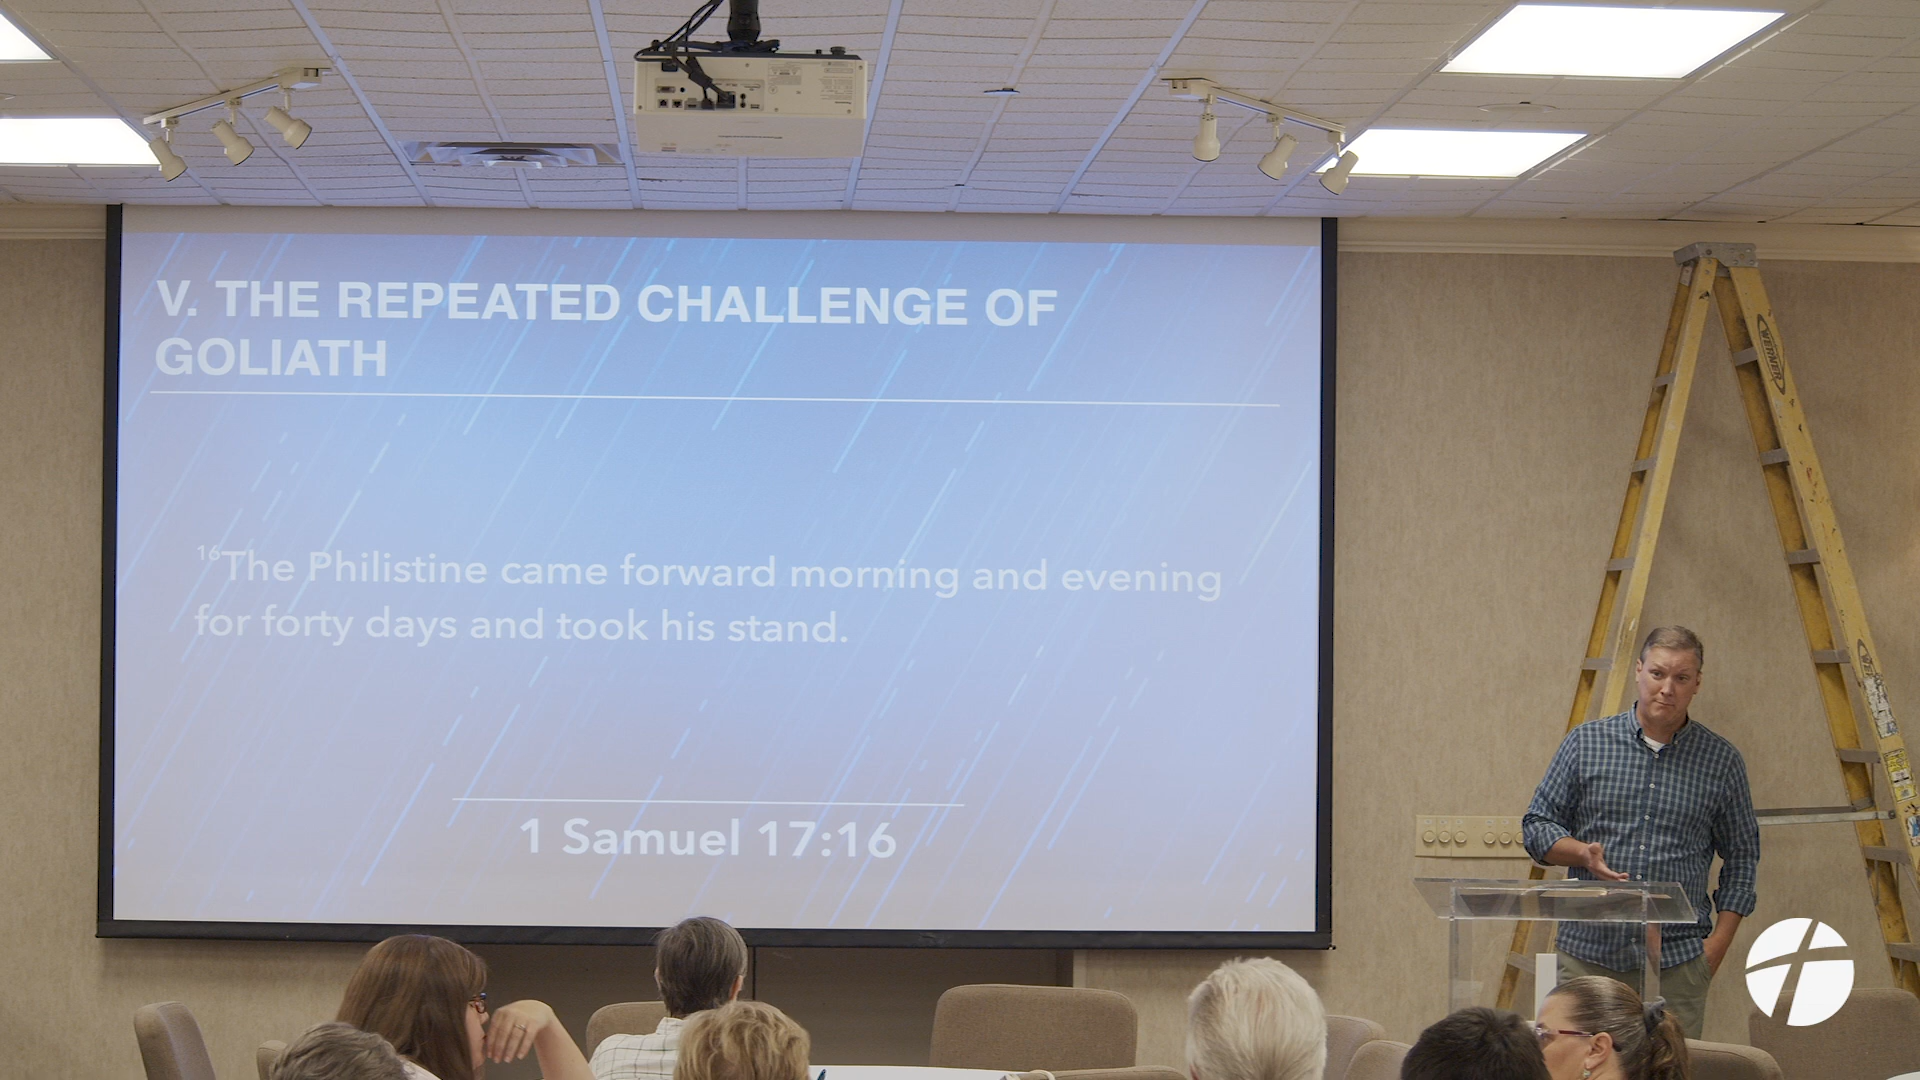 V. THE REPEATED CHALLENGE OF
GOLIATH
16The Philistine came forward morning and evening
for forty days and took his stand.
1 Samuel 17:16
WERNER